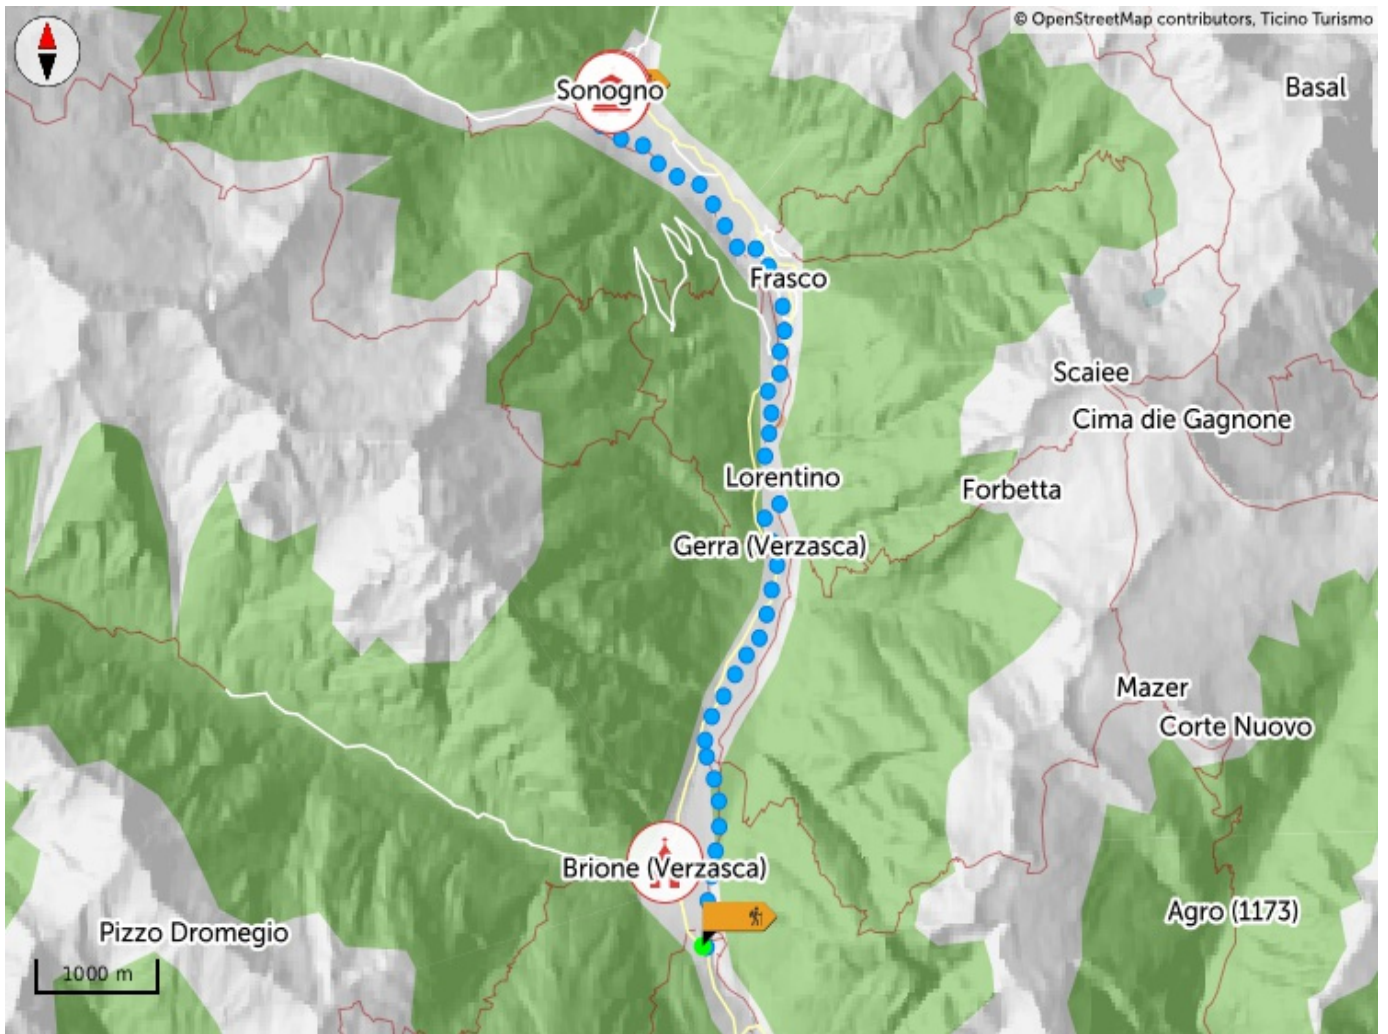 © OpenStreetMap contributors, Ticino Turismo
Basal
Sonogno
Frasco
Scaiee
Cima die Gagnone
Lorentino
Forbetta
Gerra (Verzasca)
Mazer
Corte Nuovo
Brione (Verzasca)
Agro (1173)
Pizzo Dromegio
1000 m